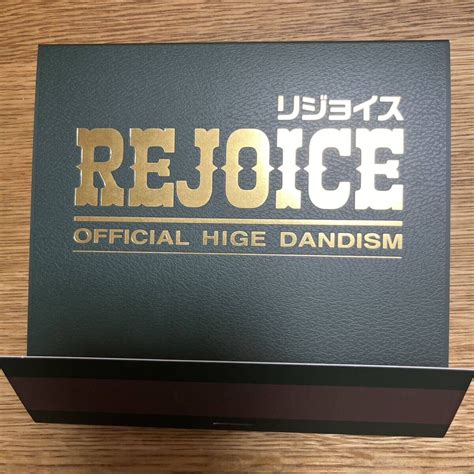 リジョイス
REJOICE
OFFICIAL HIGE DANDISM